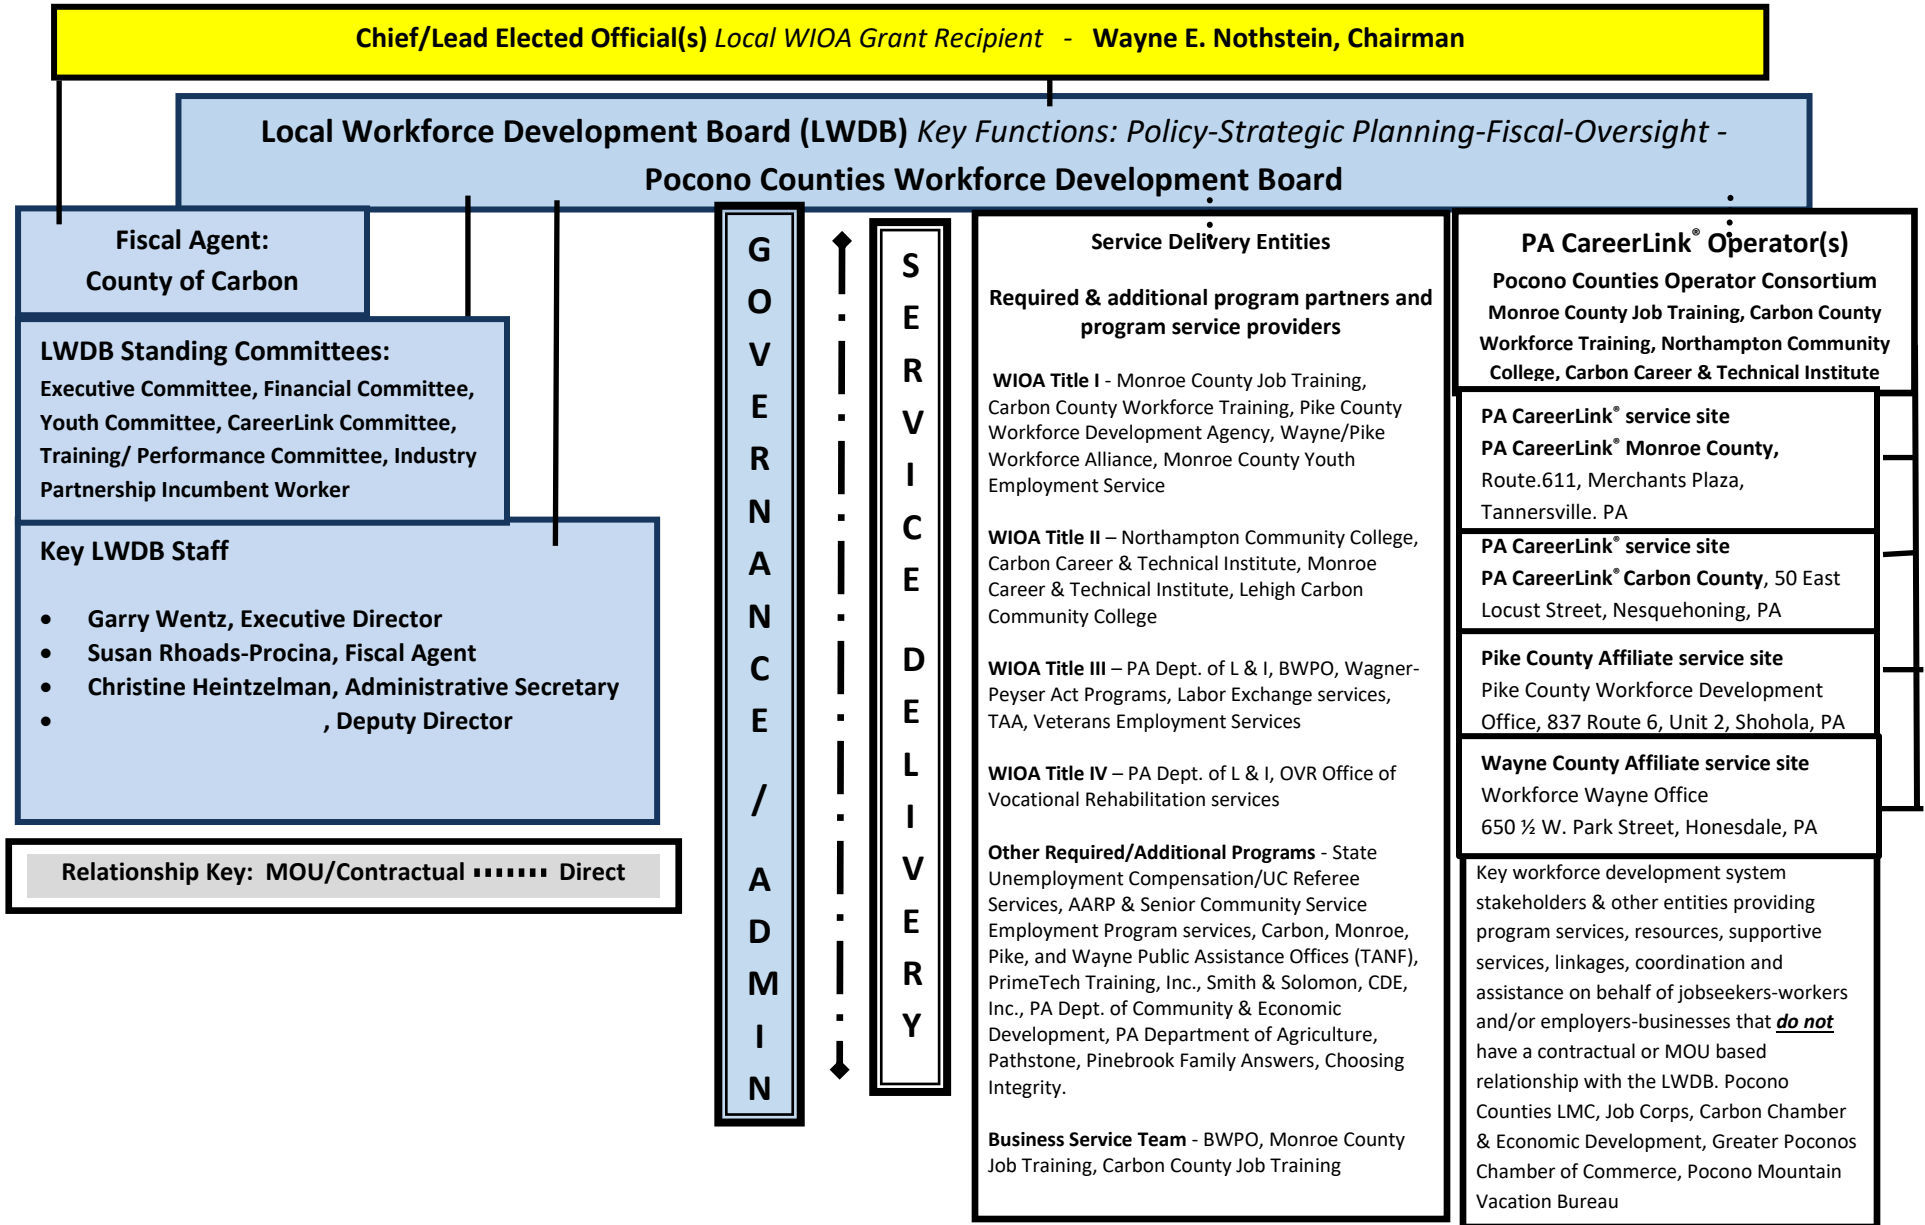 Chief/Lead Elected Official(s) Local WIOA Grant Recipient - Wayne E. Nothstein, Chairman
Local Workforce Development Board (LWDB) Key Functions: Policy-Strategic Planning-Fiscal-Oversight -
Pocono Counties Workforce Development Board
Fiscal Agent:
County of Carbon
LWDB Standing Committees:
Executive Committee, Financial Committee,
Youth Committee, CareerLink Committee,
Training/ Performance Committee, Industry
Partnership Incumbent Worker
Key LWDB Staff
• Garry Wentz, Executive Director
• Susan Rhoads-Procina, Fiscal Agent
• Christine Heintzelman, Administrative Secretary
• , Deputy Director
Relationship Key: MOU/Contractual Direct
G
O
V
E
R
N
A
N
C
E
/
A
D
M
I
N
S
E
R
V
I
C
E
D
E
L
I
V
E
R
Y
Service Delivery Entities
Required & additional program partners and
program service providers
WIOA Title I - Monroe County Job Training,
Carbon County Workforce Training, Pike County
Workforce Development Agency, Wayne/Pike
Workforce Alliance, Monroe County Youth
Employment Service
WIOA Title II – Northampton Community College,
Carbon Career & Technical Institute, Monroe
Career & Technical Institute, Lehigh Carbon
Community College
WIOA Title III – PA Dept. of L & I, BWPO, Wagner-
Peyser Act Programs, Labor Exchange services,
TAA, Veterans Employment Services
WIOA Title IV – PA Dept. of L & I, OVR Office of
Vocational Rehabilitation services
Other Required/Additional Programs - State
Unemployment Compensation/UC Referee
Services, AARP & Senior Community Service
Employment Program services, Carbon, Monroe,
Pike, and Wayne Public Assistance Offices (TANF),
PrimeTech Training, Inc., Smith & Solomon, CDE,
Inc., PA Dept. of Community & Economic
Development, PA Department of Agriculture,
Pathstone, Pinebrook Family Answers, Choosing
Integrity.
Business Service Team - BWPO, Monroe County
Job Training, Carbon County Job Training
PA CareerLink® Operator(s)
Pocono Counties Operator Consortium
Monroe County Job Training, Carbon County
Workforce Training, Northampton Community
College, Carbon Career & Technical Institute
PA CareerLink® service site
PA CareerLink® Monroe County,
Route.611, Merchants Plaza,
Tannersville. PA
PA CareerLink® service site
PA CareerLink® Carbon County, 50 East
Locust Street, Nesquehoning, PA
Pike County Affiliate service site
Pike County Workforce Development
Office, 837 Route 6, Unit 2, Shohola, PA
Wayne County Affiliate service site
Workforce Wayne Office
650 ½ W. Park Street, Honesdale, PA
Key workforce development system
stakeholders & other entities providing
program services, resources, supportive
services, linkages, coordination and
assistance on behalf of jobseekers-workers
and/or employers-businesses that do not
have a contractual or MOU based
relationship with the LWDB. Pocono
Counties LMC, Job Corps, Carbon Chamber
& Economic Development, Greater Poconos
Chamber of Commerce, Pocono Mountain
Vacation Bureau